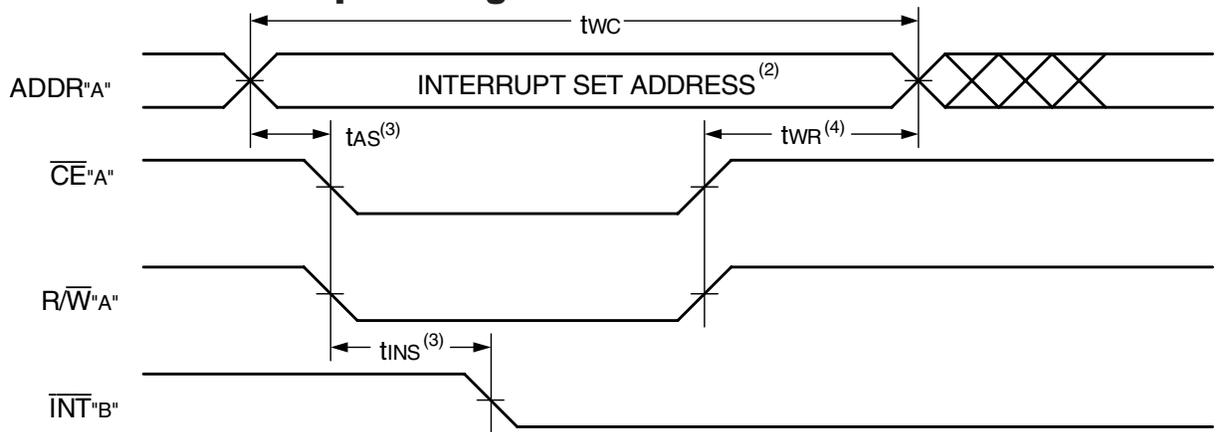 tWC
ADDR"A"
INTERRUPT SET ADDRESS(2)
tAS(3)
tWR(4)
CE"A"
R/W"A"
tINS(3)
INT"B"